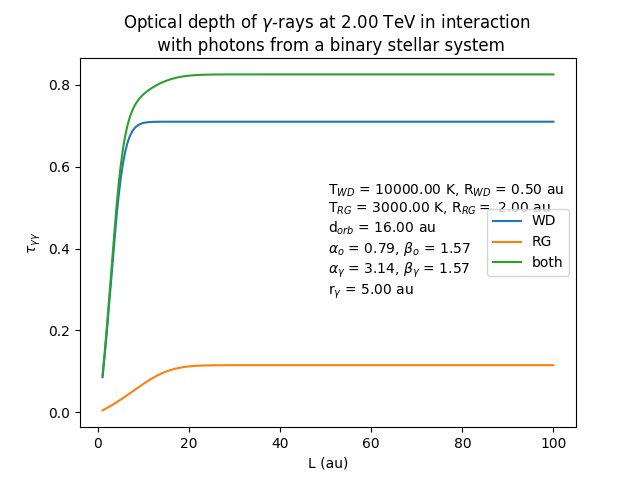 Optical depth of γ-rays at 2.00 TeV in interaction
with photons from a binary stellar system
0.8
0.6
0.4
0.2
0.0
τγγ
T_WD = 10000.00 K, R_WD = 0.50 au
T_RG = 3000.00 K, R_RG = 2.00 au
d_orb = 16.00 au
α_o = 0.79, β_o = 1.57
α_γ = 3.14, β_γ = 1.57
r_γ = 5.00 au
WD
RG
both
0 20 40 60 80 100
L (au)